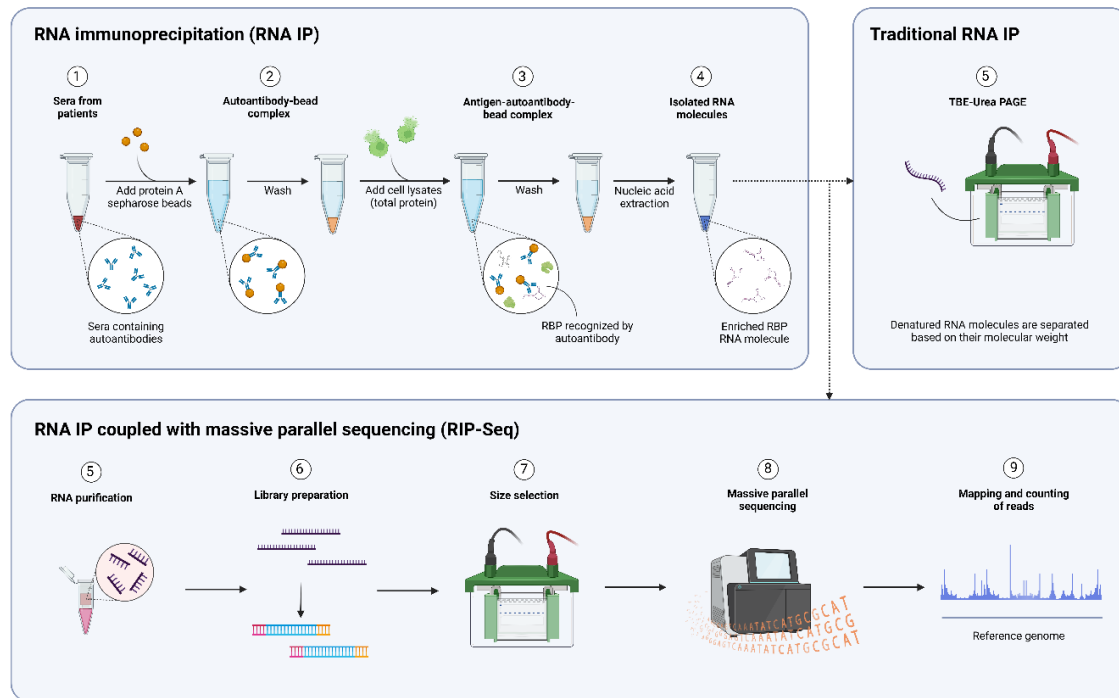 RNA immunoprecipitation (RNA IP)
1
Sera from
patients
2
Autoantibody-bead
complex
3
Antigen-autoantibody-
bead complex
4
Isolated RNA
molecules
Add protein A
sepharose beads
Wash
Add cell lysates
(total protein)
Wash
Nucleic acid
extraction
Sera containing
autoantibodies
RBP recognized by
autoantibody
Enriched RBP
RNA molecule
Traditional RNA IP
5
TBE-Urea PAGE
Denatured RNA molecules are separated
based on their molecular weight
RNA IP coupled with massive parallel sequencing (RIP-Seq)
5
RNA purification
6
Library preparation
7
Size selection
8
Massive parallel
sequencing
9
Mapping and counting
of reads
Reference genome